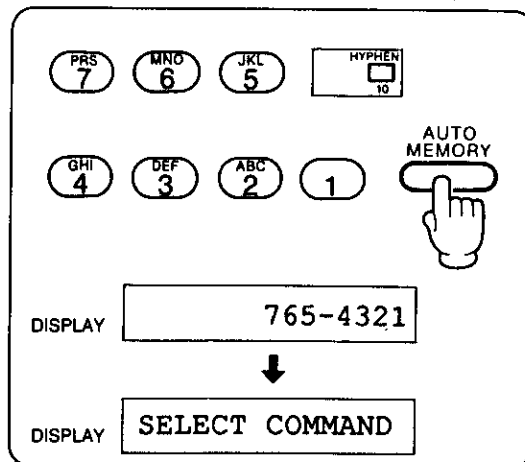 PRS MNO JKL HYPHEN
7 6 5
10
AUTO
MEMORY
GHI DEF ABC
4 3 2 1
DISPLAY 765-4321
DISPLAY SELECT COMMAND